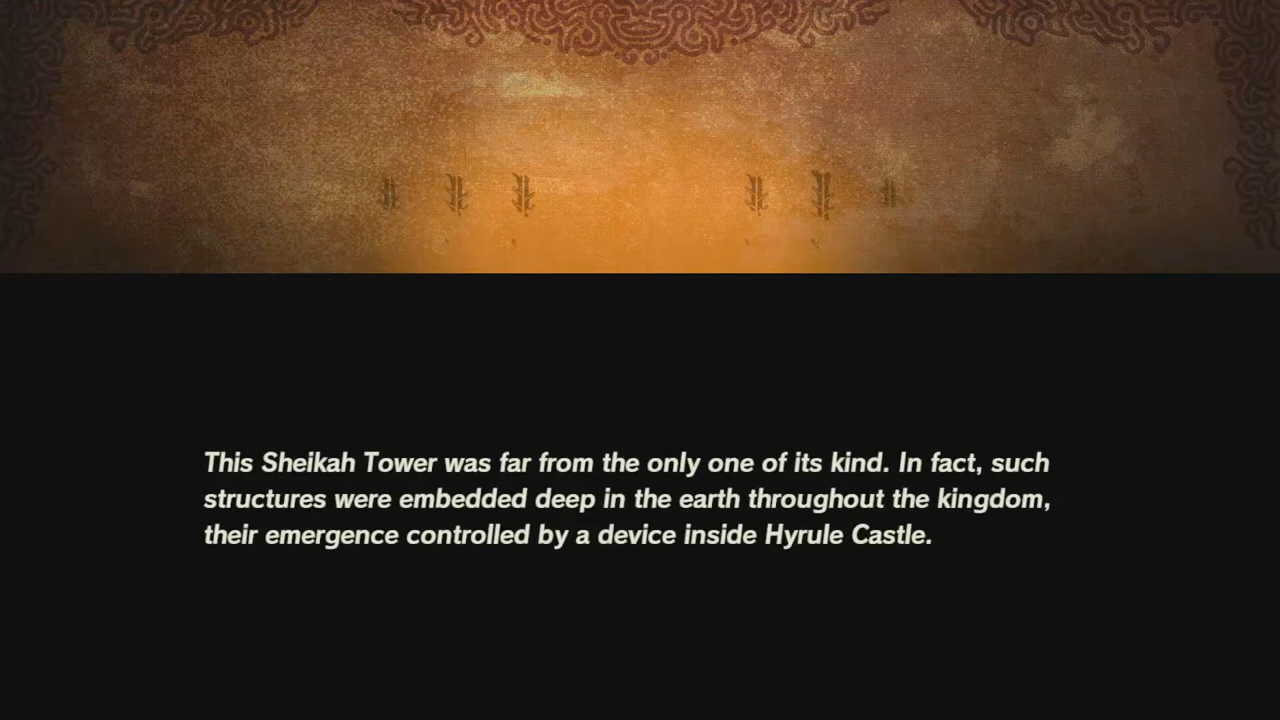 This Sheikah Tower was far from the only one of its kind. In fact, such
structures were embedded deep in the earth throughout the kingdom,
their emergence controlled by a device inside Hyrule Castle.